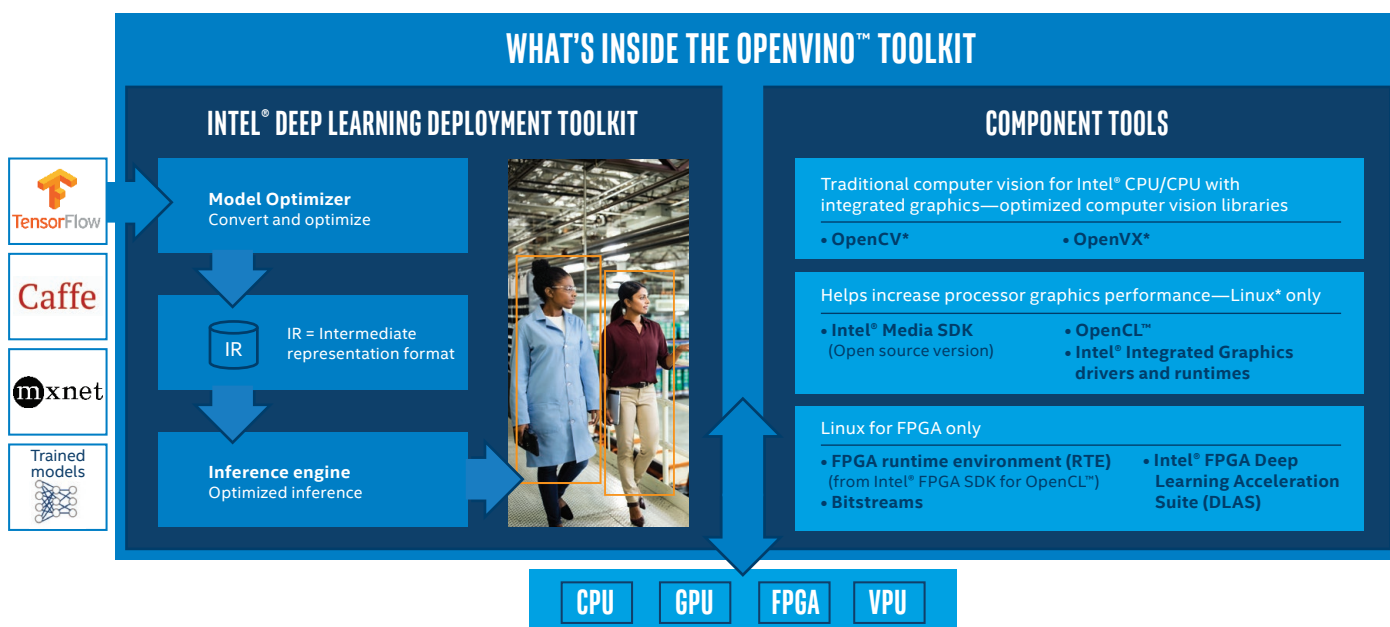 WHAT'S INSIDE THE OPENVINO™ TOOLKIT
INTEL® DEEP LEARNING DEPLOYMENT TOOLKIT
TensorFlow
Caffe
mxnet
Trained
models
Model Optimizer
Convert and optimize
IR
IR = Intermediate
representation format
Inference engine
Optimized inference
COMPONENT TOOLS
Traditional computer vision for Intel® CPU/CPU with
integrated graphics—optimized computer vision libraries
• OpenCV*
• OpenVX*
Helps increase processor graphics performance—Linux* only
• Intel® Media SDK
(Open source version)
• OpenCL™
• Intel® Integrated Graphics
drivers and runtimes
Linux for FPGA only
• FPGA runtime environment (RTE)
(from Intel® FPGA SDK for OpenCL™)
• Bitstreams
• Intel® FPGA Deep
Learning Acceleration
Suite (DLAS)
CPU
GPU
FPGA
VPU